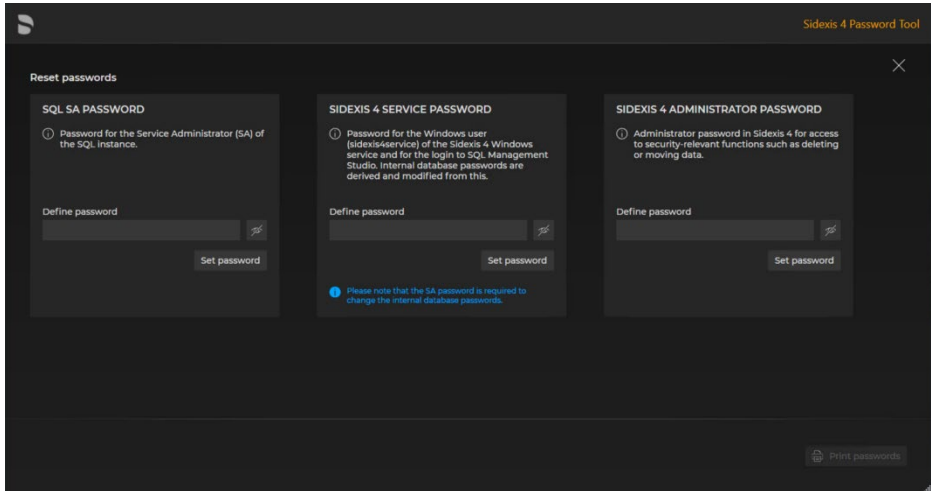 Sidexis 4 Password Tool
Reset passwords
SQL SA PASSWORD
Password for the Service Administrator (SA) of
the SQL instance.
Define password
Set password
SIDEXIS 4 SERVICE PASSWORD
Password for the Windows user
(sidexis4service) of the Sidexis 4 Windows
service and for the login to SQL Management
Studio. Internal database passwords are
derived and modified from this.
Define password
Set password
Please note that the SA password is required to
change the internal database passwords.
SIDEXIS 4 ADMINISTRATOR PASSWORD
Administrator password in Sidexis 4 for access
to security-relevant functions such as deleting
or moving data.
Define password
Set password
Print passwords